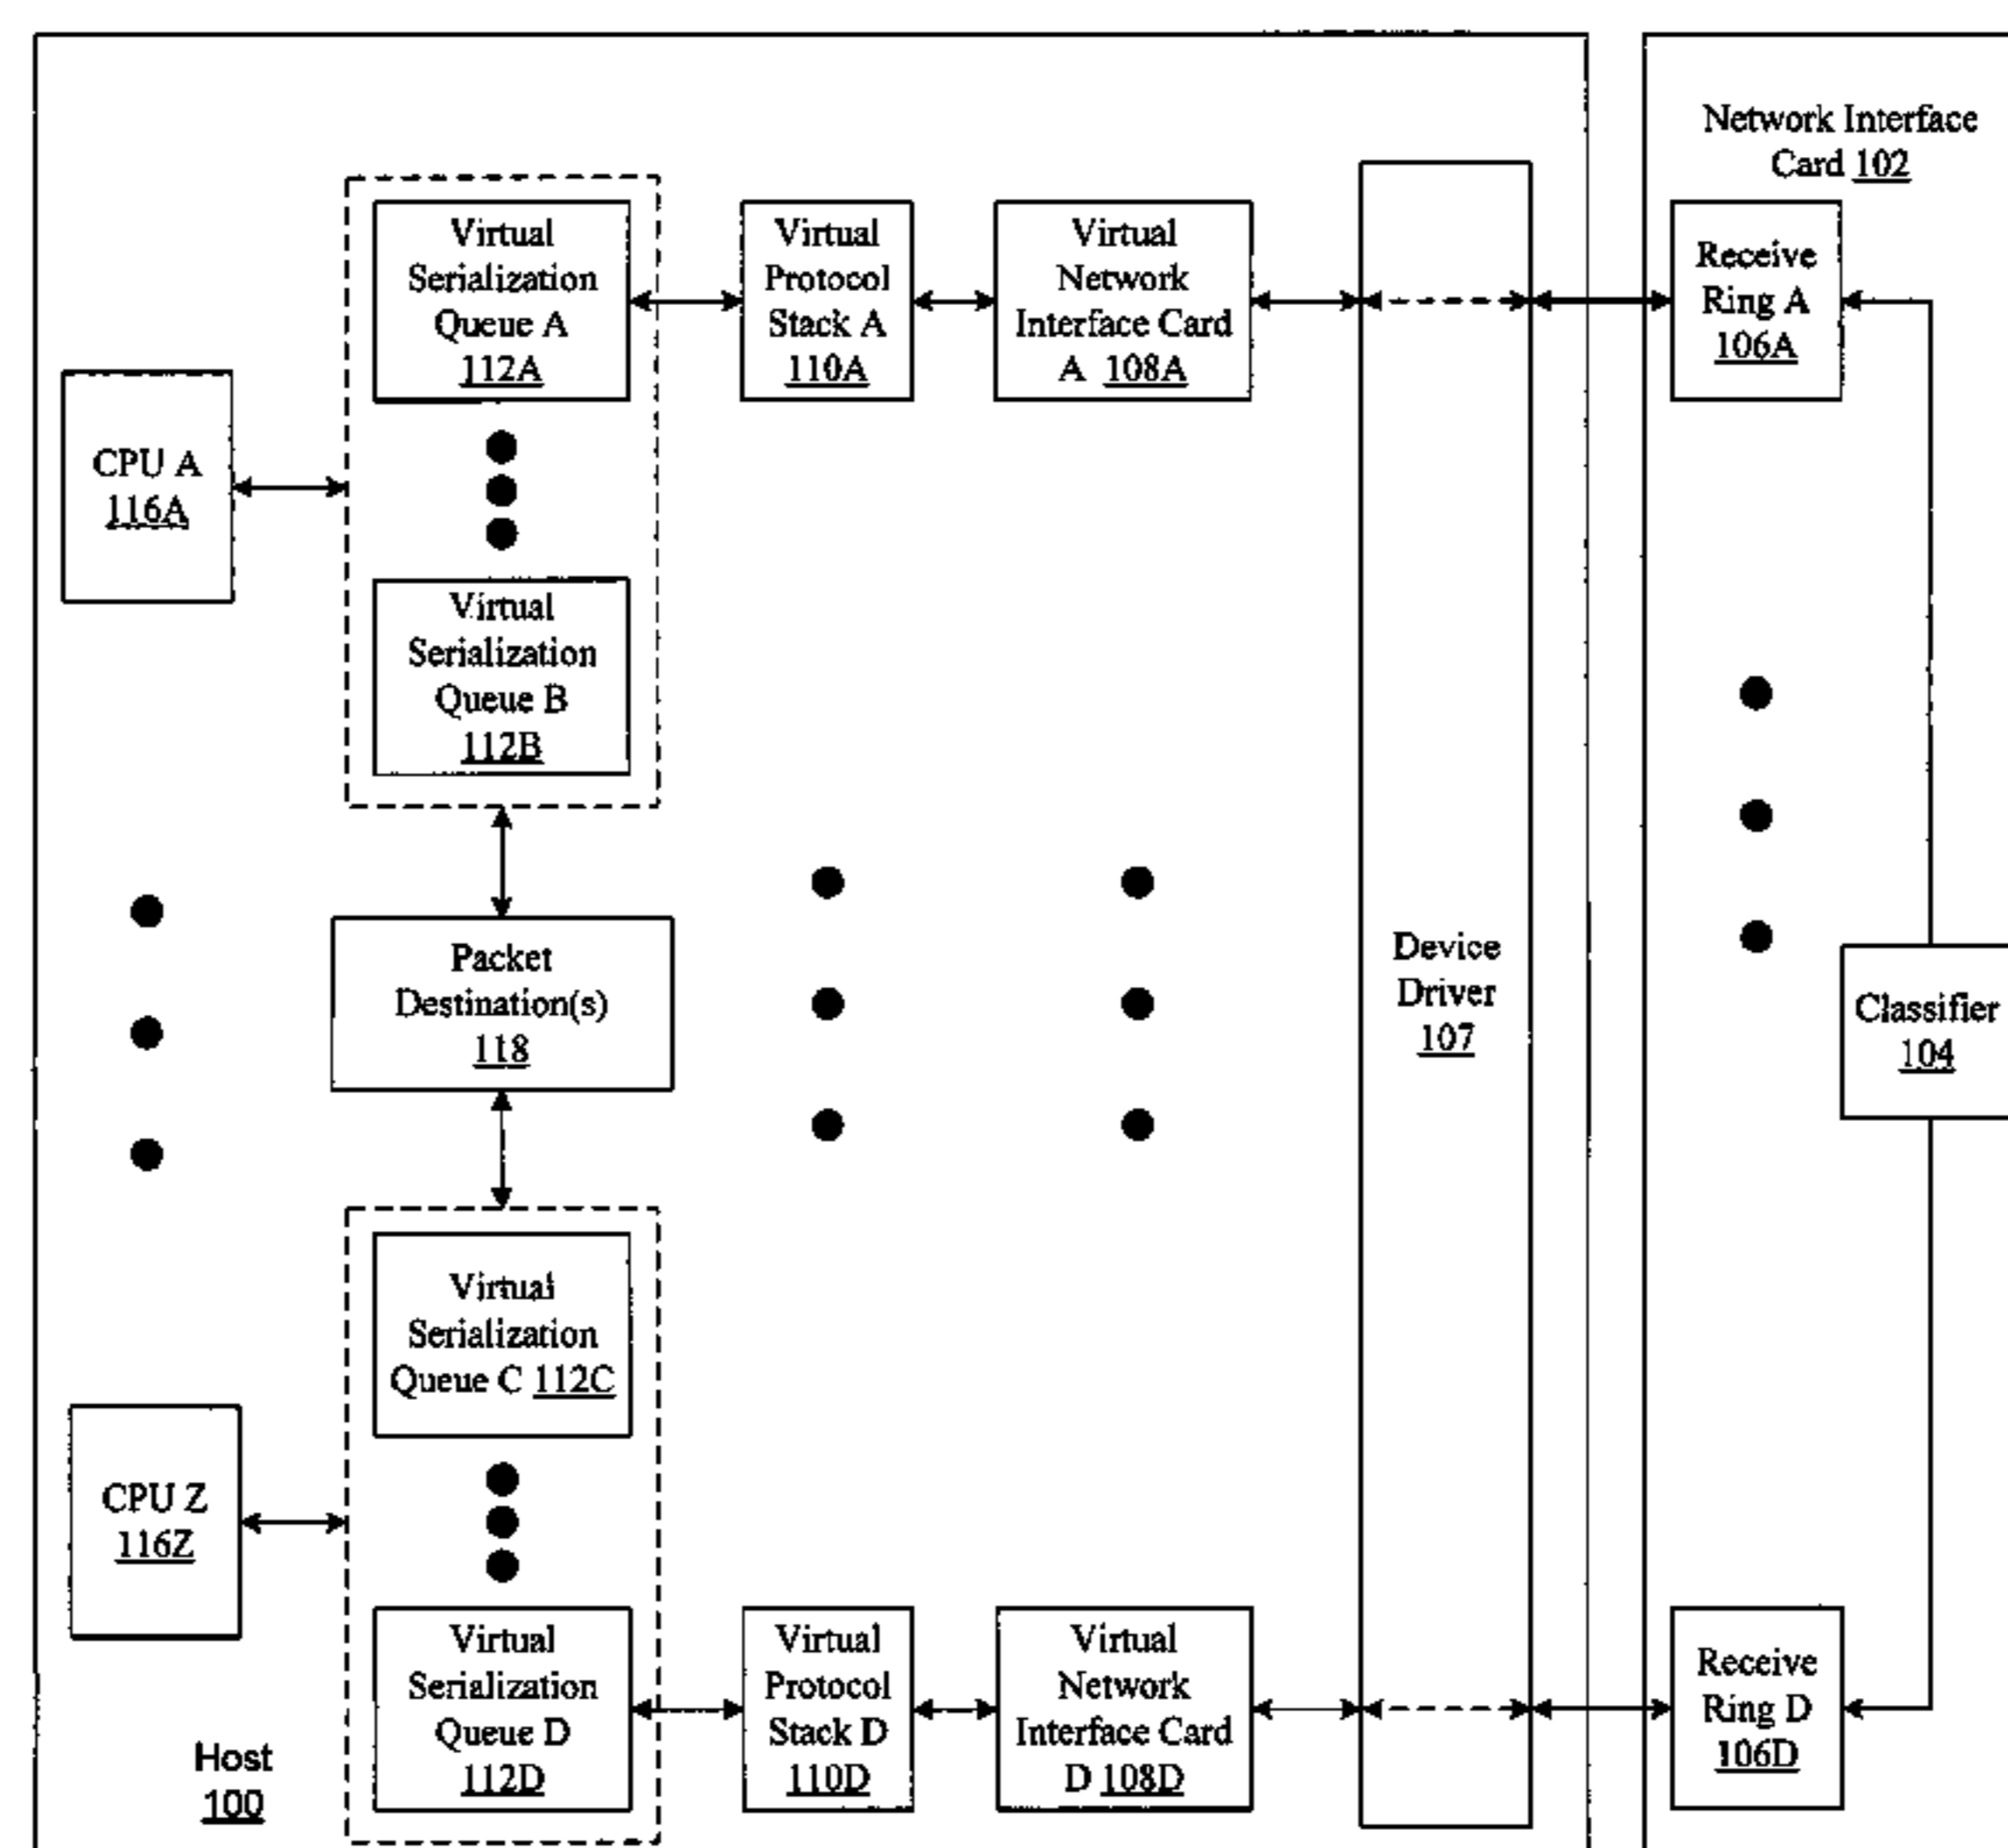 Network Interface
Card 102
Virtual
Serialization
Queue A
112A
Virtual
Protocol
Stack A
110A
Virtual
Network
Interface Card
A 108A
Receive
Ring A
106A
CPU A
116A
Virtual
Serialization
Queue B
112B
Packet
Destination(s)
118
Device
Driver
107
Classifier
104
Virtual
Serialization
Queue C 112C
CPU Z
116Z
Virtual
Serialization
Queue D
112D
Virtual
Protocol
Stack D
110D
Virtual
Network
Interface Card
D 108D
Receive
Ring D
106D
Host
100